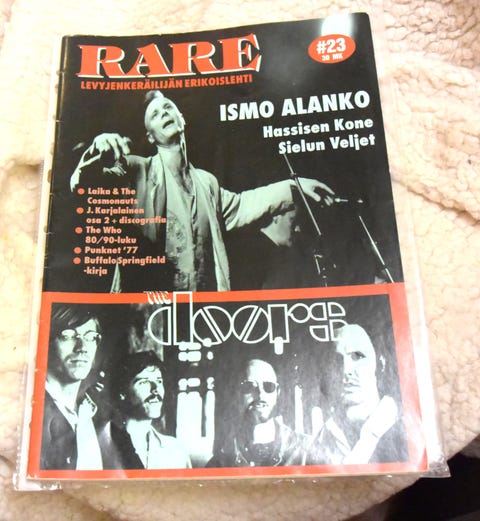 RARE
LEVYJENKERÄILIJÄN ERIKOISLEHTI
#23
30 MK
ISMO ALANKO
Hassisen Kone
Sielun Veljet
Laika & The
Cosmonauts
J. Karjalainen
osa 2 + discografia
The Who
80/90-luku
Punknet '77
Buffalo Springfield
-kirja
THE
doors